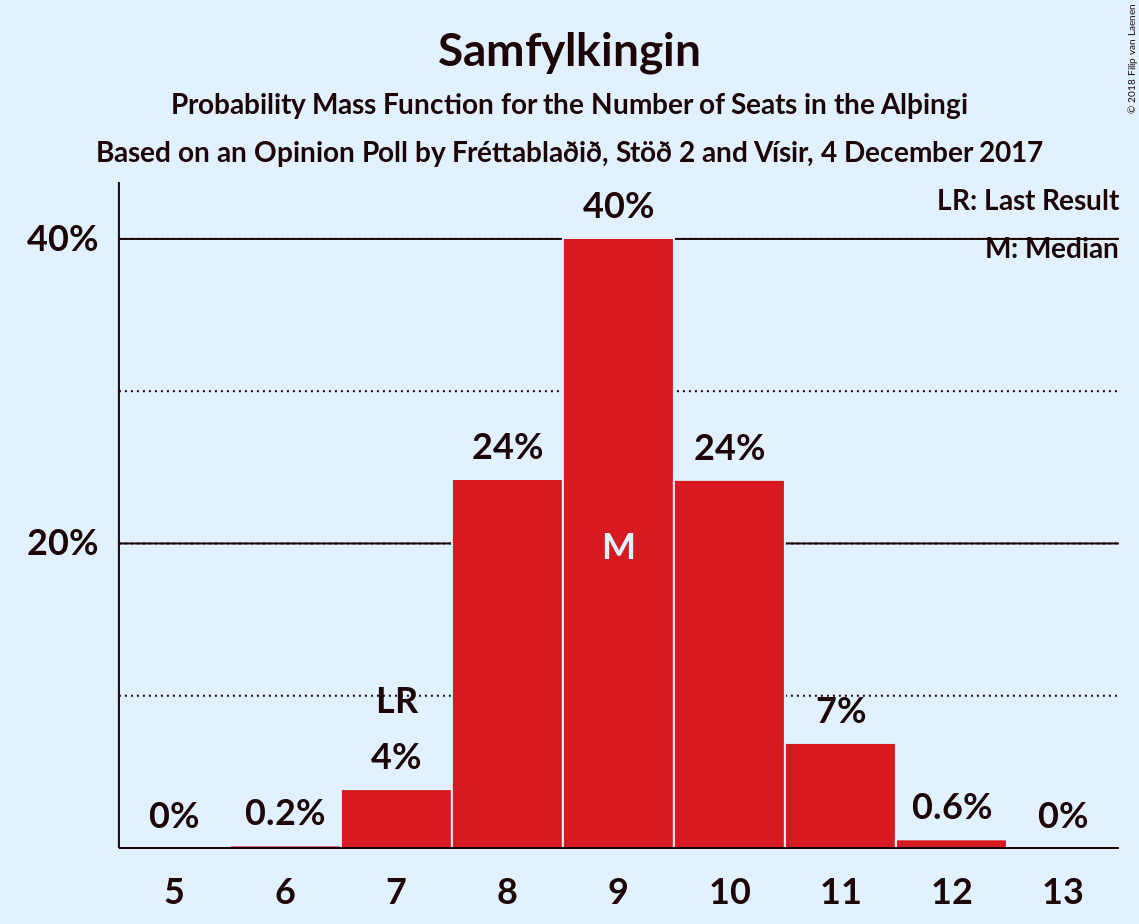 Samfylkingin
Probability Mass Function for the Number of Seats in the Alþingi
Based on an Opinion Poll by Fréttablaðið, Stöð 2 and Vísir, 4 December 2017
© 2018 Filip van Laenen
LR: Last Result
M: Median
40%
20%
0%
0.2%
LR
4%
24%
40%
M
24%
7%
0.6%
0%
5 6 7 8 9 10 11 12 13